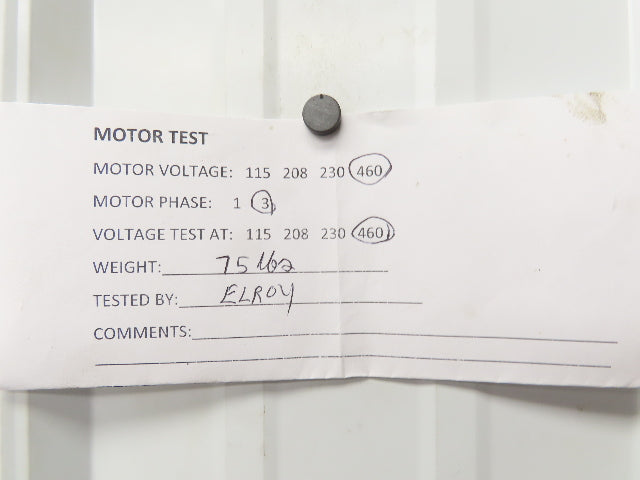 MOTOR TEST
MOTOR VOLTAGE: 115 208 230 460
MOTOR PHASE: 1 3
VOLTAGE TEST AT: 115 208 230 460
WEIGHT: 75 lbs
TESTED BY: ELROY
COMMENTS: